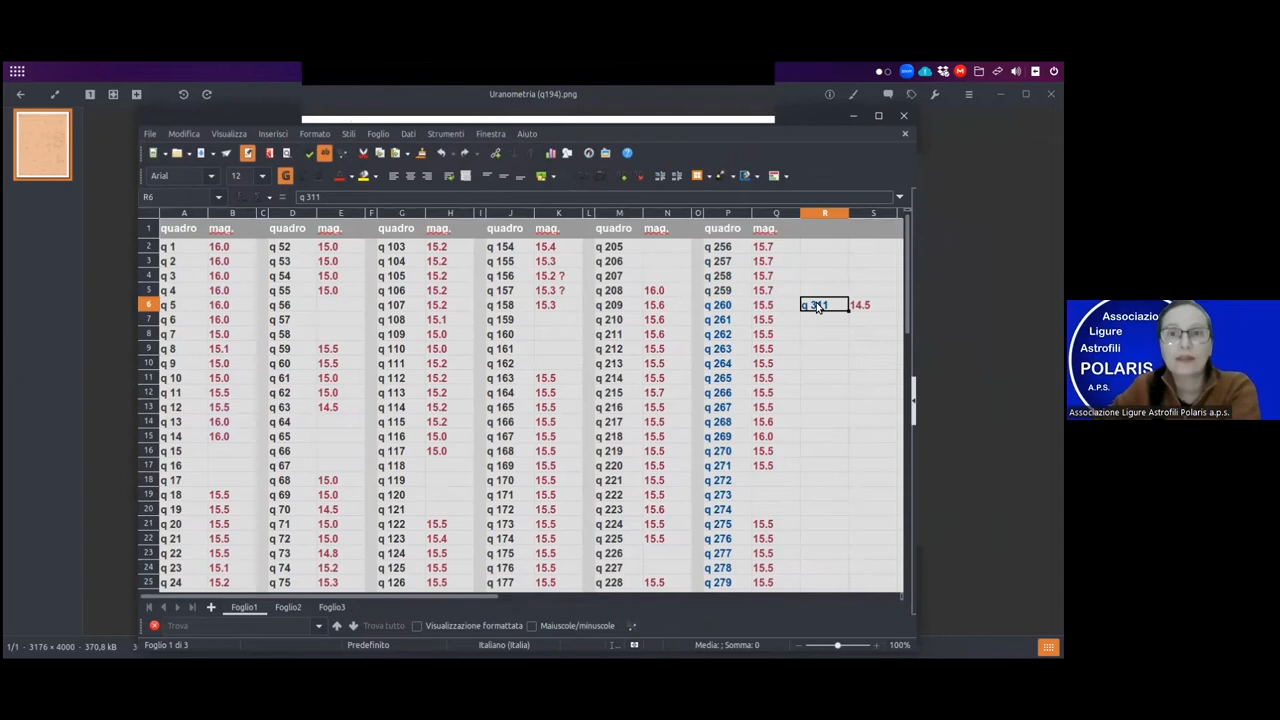 Uranometria (q194).png
File Modifica Visualizza Inserisci Formato Stili Foglio Dati Strumenti Finestra Aiuto
Arial 12
R6 q 311
A B C D E F G H I J K L M N O P Q R S
1 quadro mag. quadro mag. quadro mag. quadro mag. quadro mag. quadro mag.
2 q 1 16.0 q 52 15.0 q 103 15.2 q 154 15.4 q 205 q 256 15.7
3 q 2 16.0 q 53 15.0 q 104 15.2 q 155 15.3 q 206 q 257 15.7
4 q 3 16.0 q 54 15.0 q 105 15.2 q 156 15.2 ? q 207 q 258 15.7
5 q 4 16.0 q 55 15.0 q 106 15.2 q 157 15.3 ? q 208 16.0 q 259 15.7
6 q 5 16.0 q 56 q 107 15.2 q 158 15.3 q 209 15.6 q 260 15.5 q 311 14.5
7 q 6 15.0 q 57 q 108 15.1 q 159 q 210 15.6 q 261 15.5
8 q 7 15.0 q 58 q 109 15.0 q 160 q 211 15.6 q 262 15.5
9 q 8 15.1 q 59 15.5 q 110 15.0 q 161 q 212 15.5 q 263 15.5
10 q 9 15.0 q 60 15.5 q 111 15.2 q 162 q 213 15.5 q 264 15.5
11 q 10 15.0 q 61 15.0 q 112 15.2 q 163 15.5 q 214 15.5 q 265 15.5
12 q 11 15.5 q 62 15.0 q 113 15.2 q 164 15.5 q 215 15.7 q 266 15.5
13 q 12 15.5 q 63 14.5 q 114 15.2 q 165 15.5 q 216 15.5 q 267 15.5
14 q 13 16.0 q 64 q 115 15.2 q 166 15.5 q 217 15.5 q 268 15.6
15 q 14 16.0 q 65 q 116 15.0 q 167 15.5 q 218 15.5 q 269 16.0
16 q 15 q 66 q 117 15.0 q 168 15.5 q 219 15.5 q 270 15.5
17 q 16 q 67 q 118 q 169 15.5 q 220 15.5 q 271 15.5
18 q 17 q 68 15.0 q 119 q 170 15.5 q 221 15.5 q 272
19 q 18 15.5 q 69 15.0 q 120 q 171 15.5 q 222 15.5 q 273
20 q 19 15.5 q 70 14.5 q 121 q 172 15.5 q 223 15.6 q 274
21 q 20 15.5 q 71 15.0 q 122 15.5 q 173 15.5 q 224 15.5 q 275 15.5
22 q 21 15.5 q 72 15.0 q 123 15.4 q 174 15.5 q 225 15.5 q 276 15.5
23 q 22 15.5 q 73 14.8 q 124 15.5 q 175 15.5 q 226 q 277 15.5
24 q 23 15.1 q 74 15.2 q 125 15.5 q 176 15.5 q 227 q 278 15.5
25 q 24 15.2 q 75 15.3 q 126 15.5 q 177 15.5 q 228 15.5 q 279 15.5
Foglio1 Foglio2 Foglio3
Trova Trova tutto Visualizzazione formattata Maiuscole/minuscole
Foglio 1 di 3 Predefinito Italiano (Italia) Media: ; Somma: 0 100%
1/1 - 3176 × 4000 - 370,8 kB
Associazione
Ligure
Astrofili
POLARIS
A.P.S.
Associazione Ligure Astrofili Polaris a.p.s.